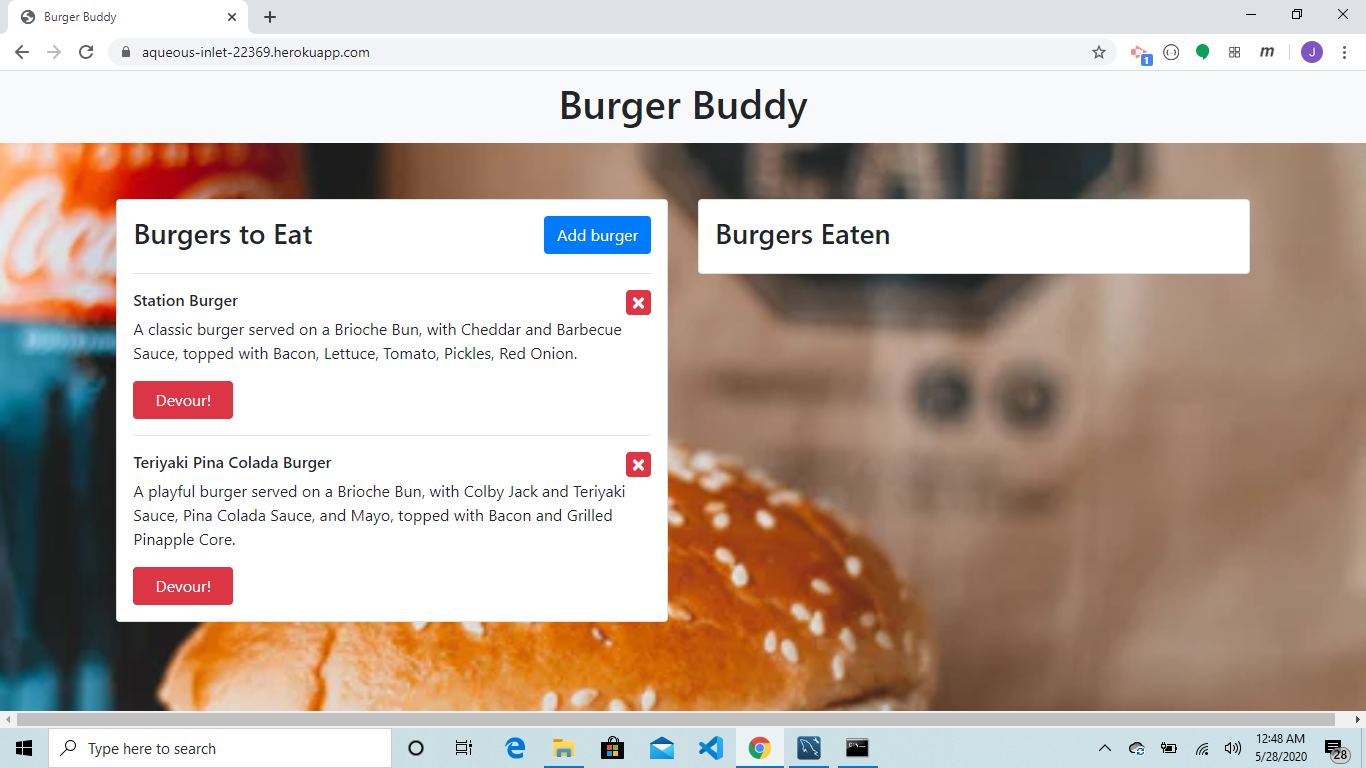 Burger Buddy
aqueous-inlet-22369.herokuapp.com
1
m
J
Burger Buddy
Burgers to Eat
Add burger
Station Burger
A classic burger served on a Brioche Bun, with Cheddar and Barbecue
Sauce, topped with Bacon, Lettuce, Tomato, Pickles, Red Onion.
Devour!
Teriyaki Pina Colada Burger
A playful burger served on a Brioche Bun, with Colby Jack and Teriyaki
Sauce, Pina Colada Sauce, and Mayo, topped with Bacon and Grilled
Pinapple Core.
Devour!
Burgers Eaten
Type here to search
12:48 AM
5/28/2020
28